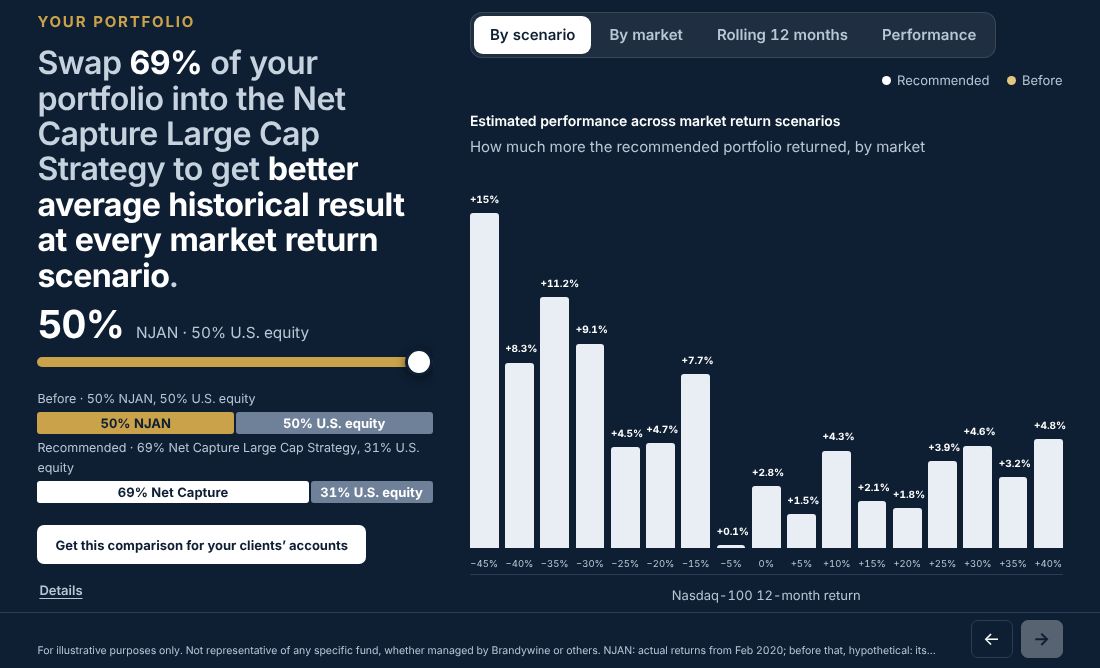 YOUR PORTFOLIO
Swap 69% of your
portfolio into the Net
Capture Large Cap
Strategy to get better
average historical result
at every market return
scenario.
50% NJAN · 50% U.S. equity
Before · 50% NJAN, 50% U.S. equity
50% NJAN 50% U.S. equity
Recommended · 69% Net Capture Large Cap Strategy, 31% U.S.
equity
69% Net Capture 31% U.S. equity
Get this comparison for your clients’ accounts
Details
By scenario By market Rolling 12 months Performance
Recommended Before
Estimated performance across market return scenarios
How much more the recommended portfolio returned, by market
+15% +8.3% +11.2% +9.1% +4.5% +4.7% +7.7% +0.1% +2.8% +1.5% +4.3% +2.1% +1.8% +3.9% +4.6% +3.2% +4.8%
−45% −40% −35% −30% −25% −20% −15% −5% 0% +5% +10% +15% +20% +25% +30% +35% +40%
Nasdaq-100 12-month return
For illustrative purposes only. Not representative of any specific fund, whether managed by Brandywine or others. NJAN: actual returns from Feb 2020; before that, hypothetical: its…
← →